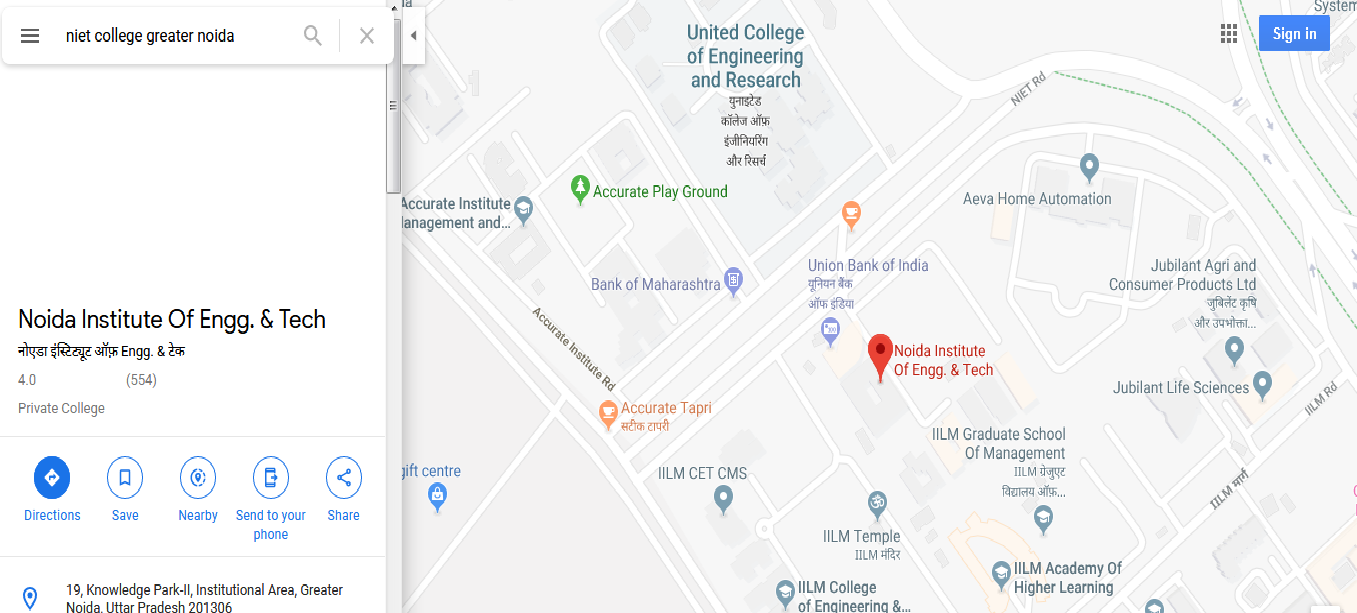 niet college greater noida
Sign in
Noida Institute Of Engg. & Tech
नोएडा इंस्टिट्यूट ऑफ़ Engg. & टेक
4.0 (554)
Private College
Directions
Save
Nearby
Send to your
phone
Share
19, Knowledge Park-II, Institutional Area, Greater
Noida, Uttar Pradesh 201306
System
United College
of Engineering
and Research
युनाइटेड
कॉलेज ऑफ़
इंजीनियरिंग
और रिसर्च
NIET Rd
Accurate Play Ground
Accurate Institute
anagement and...
Aeva Home Automation
Union Bank of India
यूनियन बैंक
ऑफ इंडिया
Bank of Maharashtra
Jubilant Agri and
Consumer Products Ltd
जुबिलेंट कृषि
और उपभोक्ता...
Accurate Institute Rd
Noida Institute
Of Engg. & Tech
Jubilant Life Sciences
IILM Rd
Accurate Tapri
सटीक टापरी
IILM Graduate School
Of Management
IILM ग्रेजुएट
विद्यालय ऑफ़...
gift centre
IILM CET CMS
IILM मार्ग
IILM Temple
IILM मंदिर
IILM Academy Of
Higher Learning
IILM College
of Engineering &...